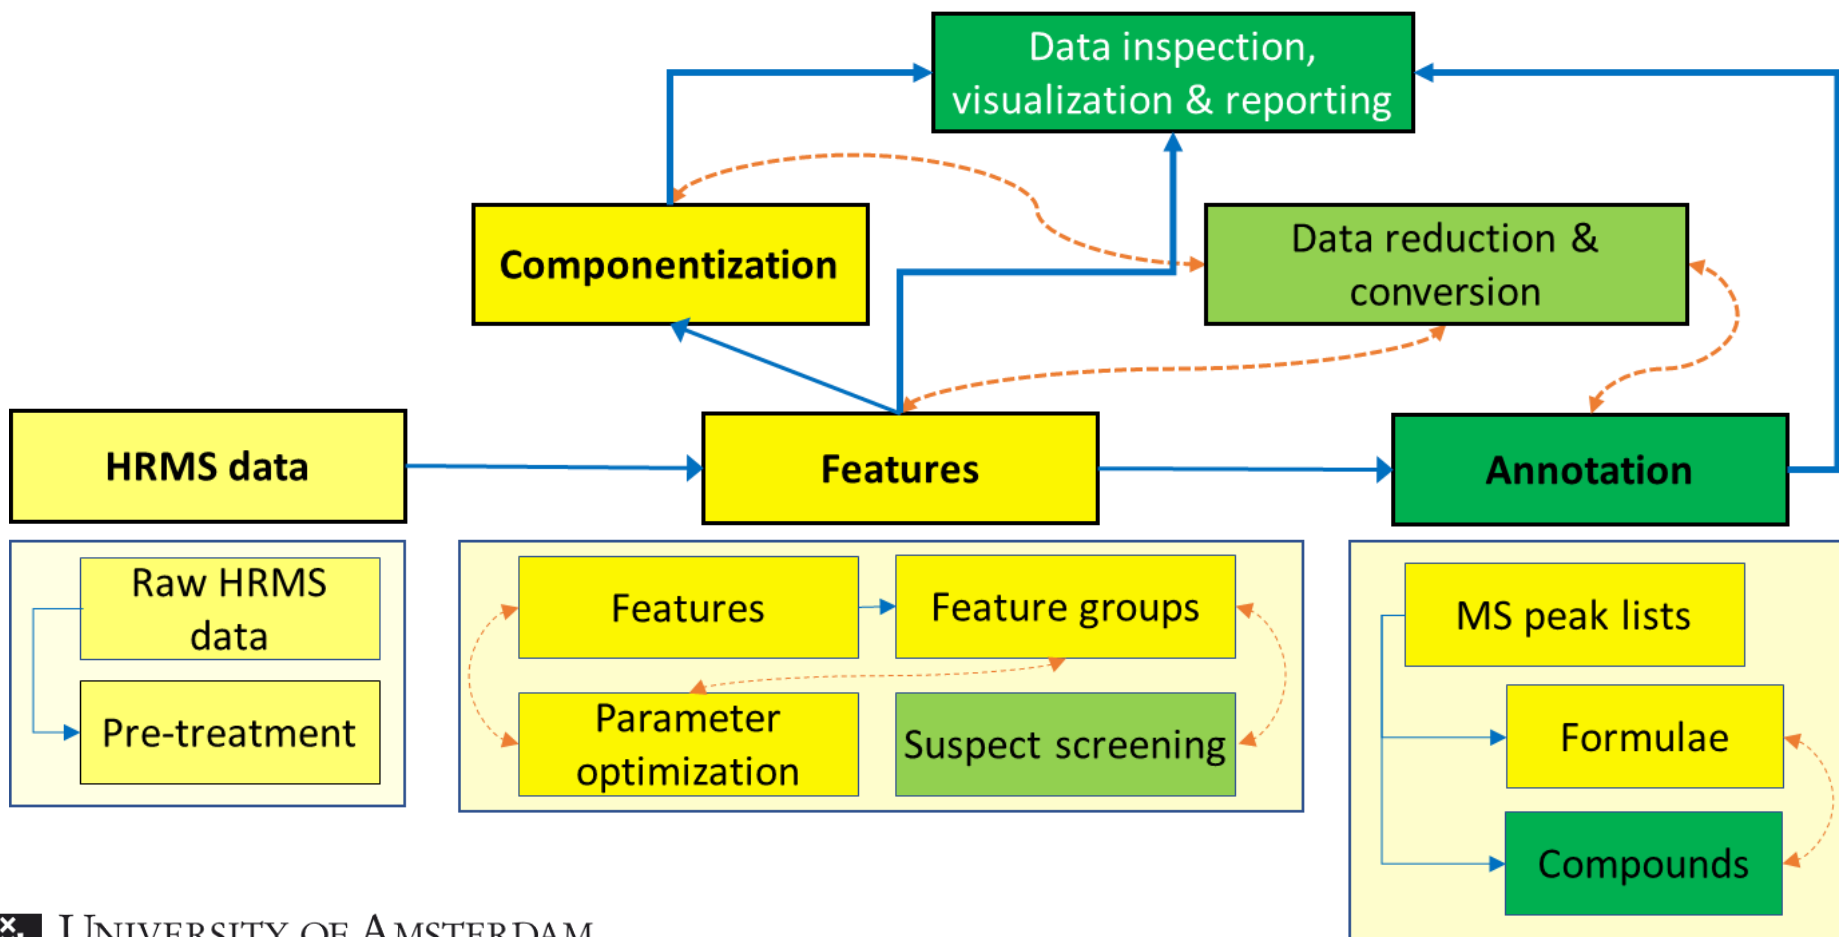 Data inspection,
visualization & reporting
Componentization
Data reduction &
conversion
HRMS data
Features
Annotation
Raw HRMS
data
Pre-treatment
Features
Feature groups
Parameter
optimization
Suspect screening
MS peak lists
Formulae
Compounds
UNIVERSITY OF AMSTERDAM